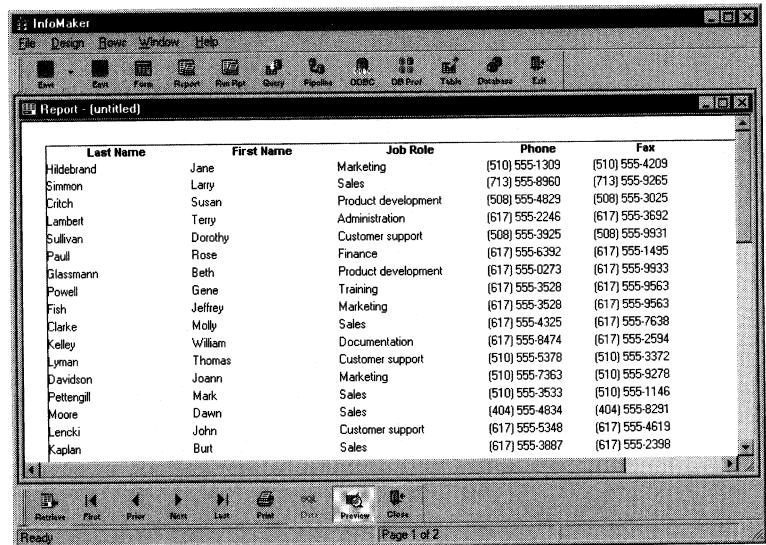 InfoMaker
File Design Rows Window Help
Envt Envt Form Report Run Rpt Query Pipeline ODBC DB Prof Table Database Exit
Report - (untitled)
Last Name First Name Job Role Phone Fax
Hildebrand Jane Marketing (510) 555-1309 (510) 555-4209
Simmon Larry Sales (713) 555-8960 (713) 555-9265
Critch Susan Product development (508) 555-4829 (508) 555-3025
Lambert Terry Administration (617) 555-2246 (617) 555-3692
Sullivan Dorothy Customer support (508) 555-3925 (508) 555-9931
Paull Rose Finance (617) 555-6392 (617) 555-1495
Glassmann Beth Product development (617) 555-0273 (617) 555-9933
Powell Gene Training (617) 555-3528 (617) 555-9563
Fish Jeffrey Marketing (617) 555-3528 (617) 555-9563
Clarke Molly Sales (617) 555-4325 (617) 555-7638
Kelley William Documentation (617) 555-8474 (617) 555-2594
Lyman Thomas Customer support (510) 555-5378 (510) 555-3372
Davidson Joann Marketing (510) 555-7363 (510) 555-9278
Pettengill Mark Sales (510) 555-3533 (510) 555-1146
Moore Dawn Sales (404) 555-4834 (404) 555-8291
Lencki John Customer support (617) 555-5348 (617) 555-4619
Kaplan Burt Sales (617) 555-3887 (617) 555-2398
Retrieve First Prior Next Last Print SQL Preview Close
Ready Page 1 of 2